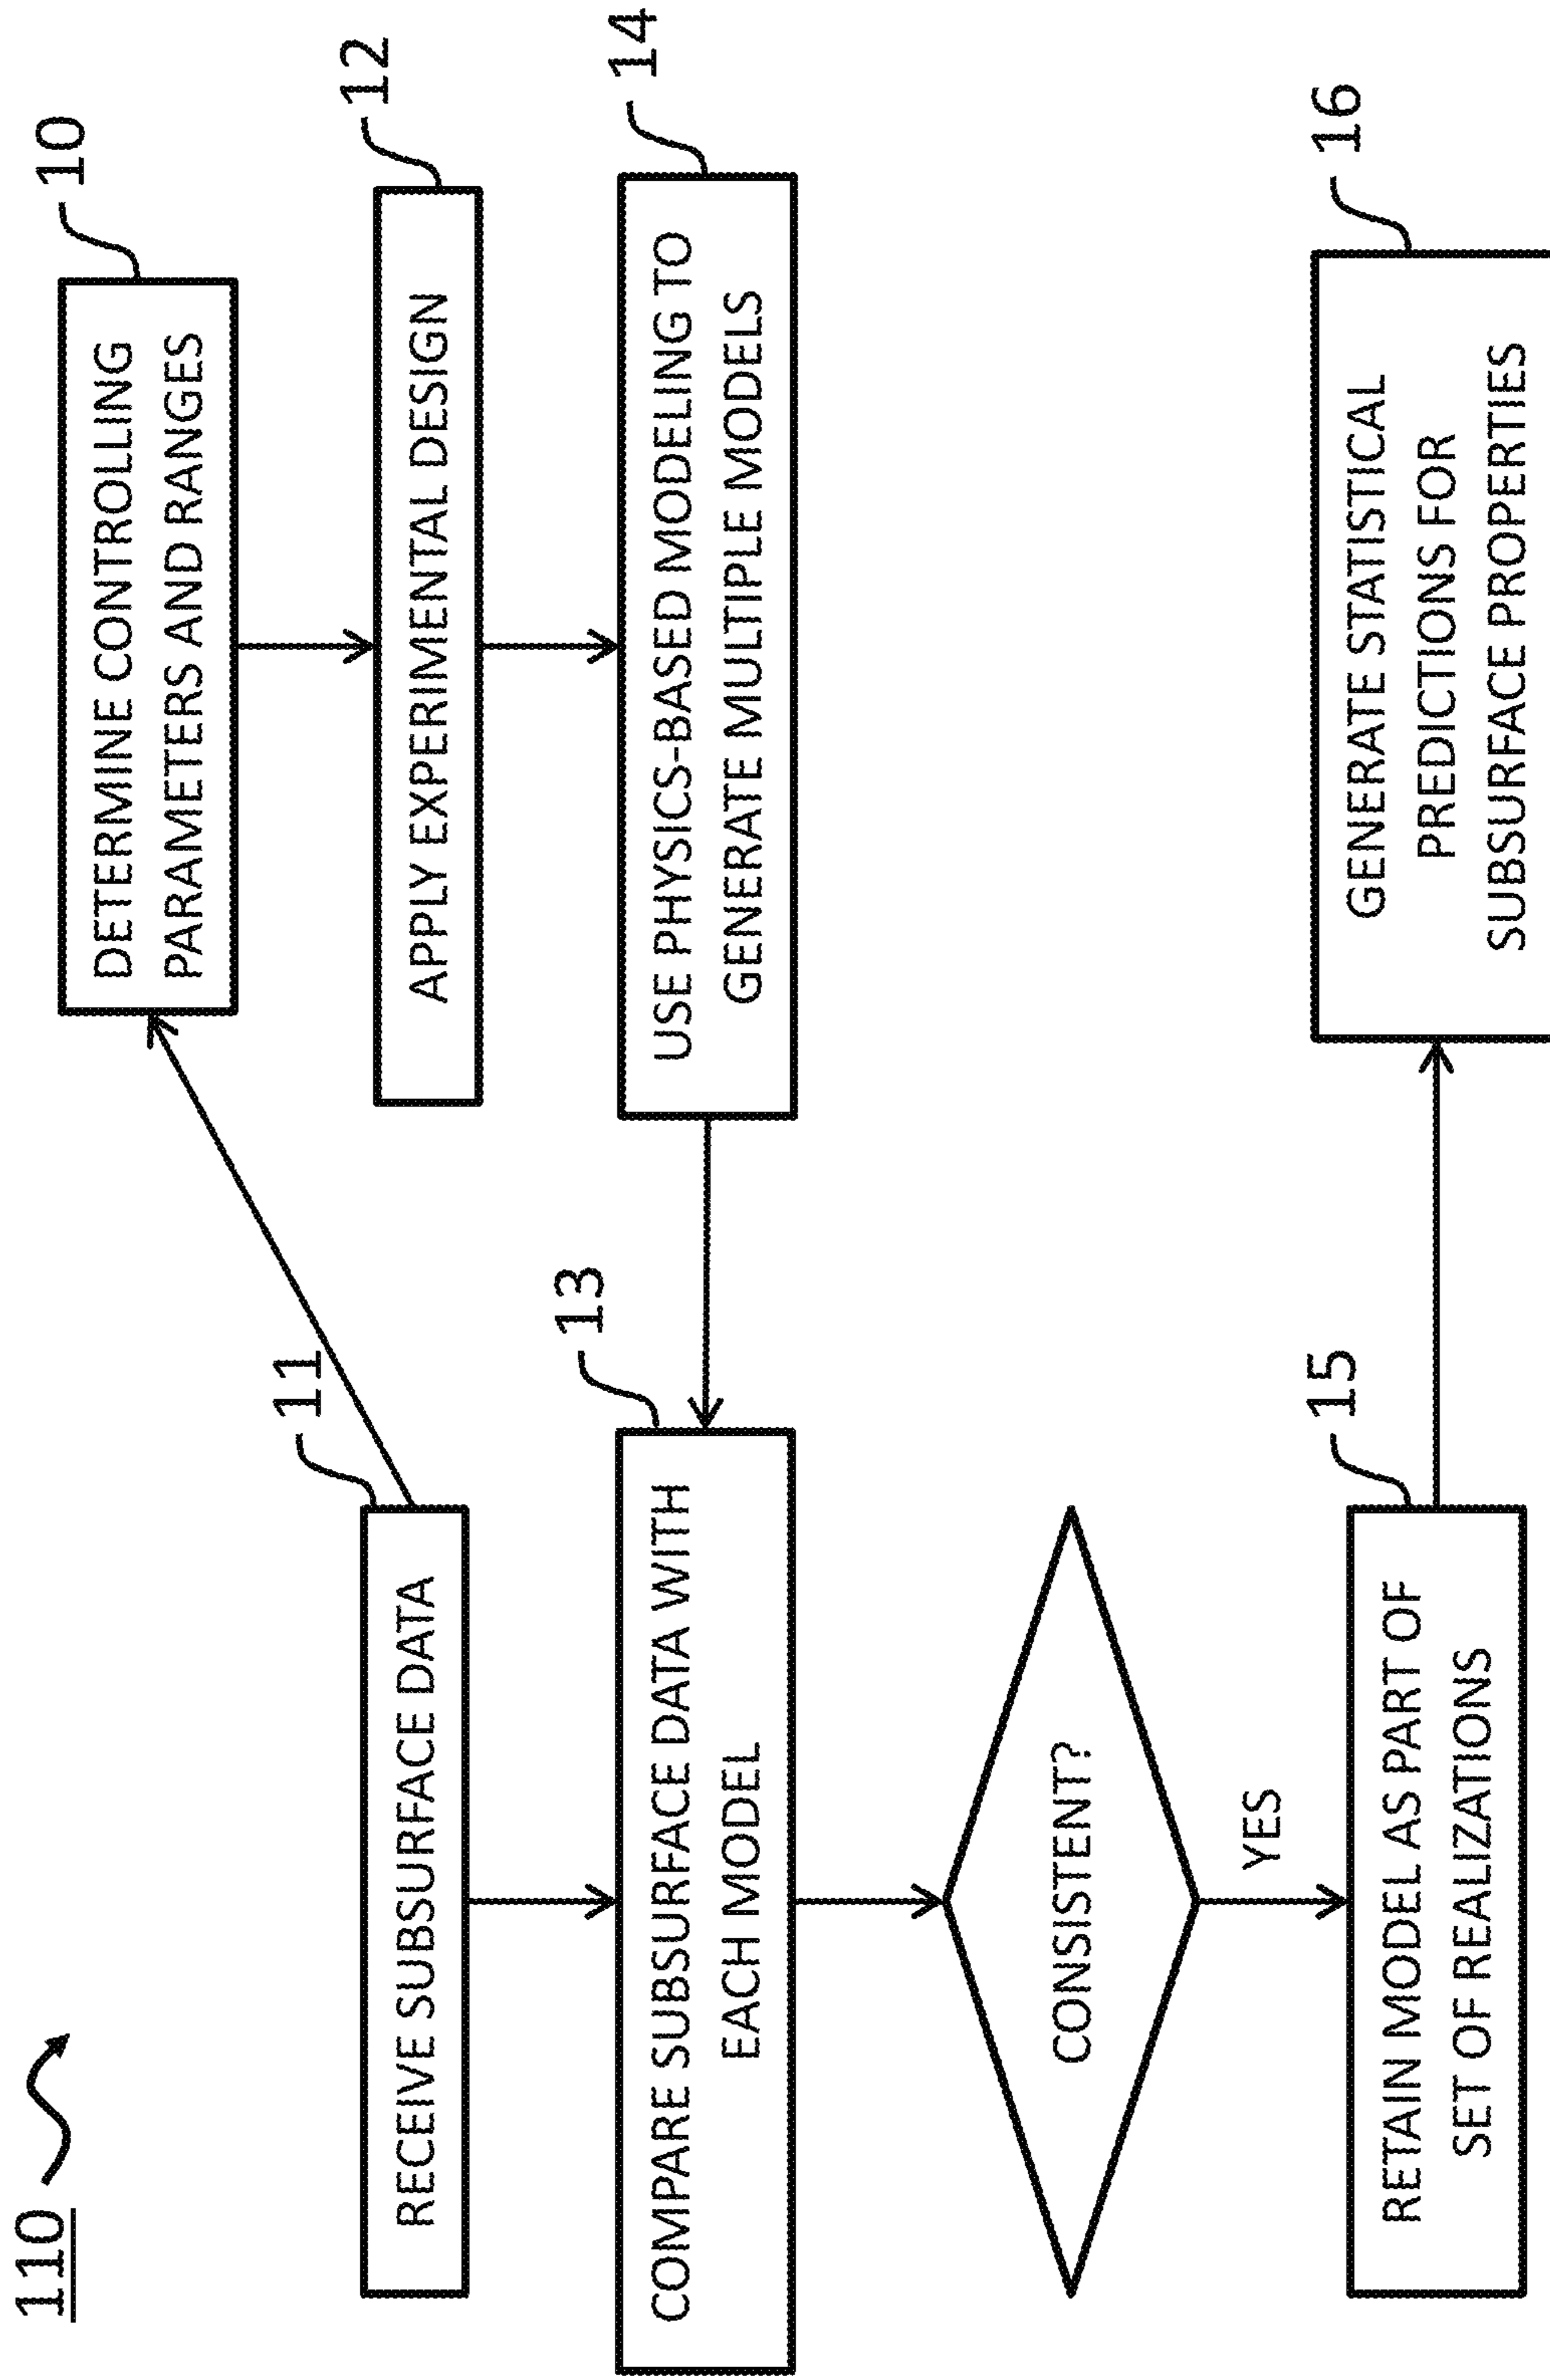 110
10
DETERMINE CONTROLLING
PARAMETERS AND RANGES
11
RECEIVE SUBSURFACE DATA
12
APPLY EXPERIMENTAL DESIGN
13
COMPARE SUBSURFACE DATA WITH
EACH MODEL
14
USE PHYSICS-BASED MODELING TO
GENERATE MULTIPLE MODELS
CONSISTENT?
YES
15
RETAIN MODEL AS PART OF
SET OF REALIZATIONS
16
GENERATE STATISTICAL
PREDICTIONS FOR
SUBSURFACE PROPERTIES